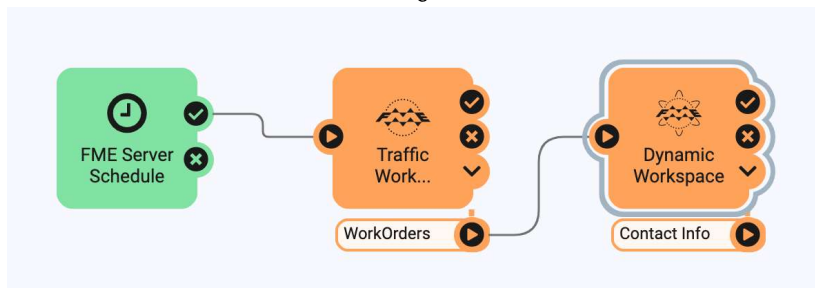 FME Server
Schedule
Traffic
Work...
WorkOrders
Dynamic
Workspace
Contact Info